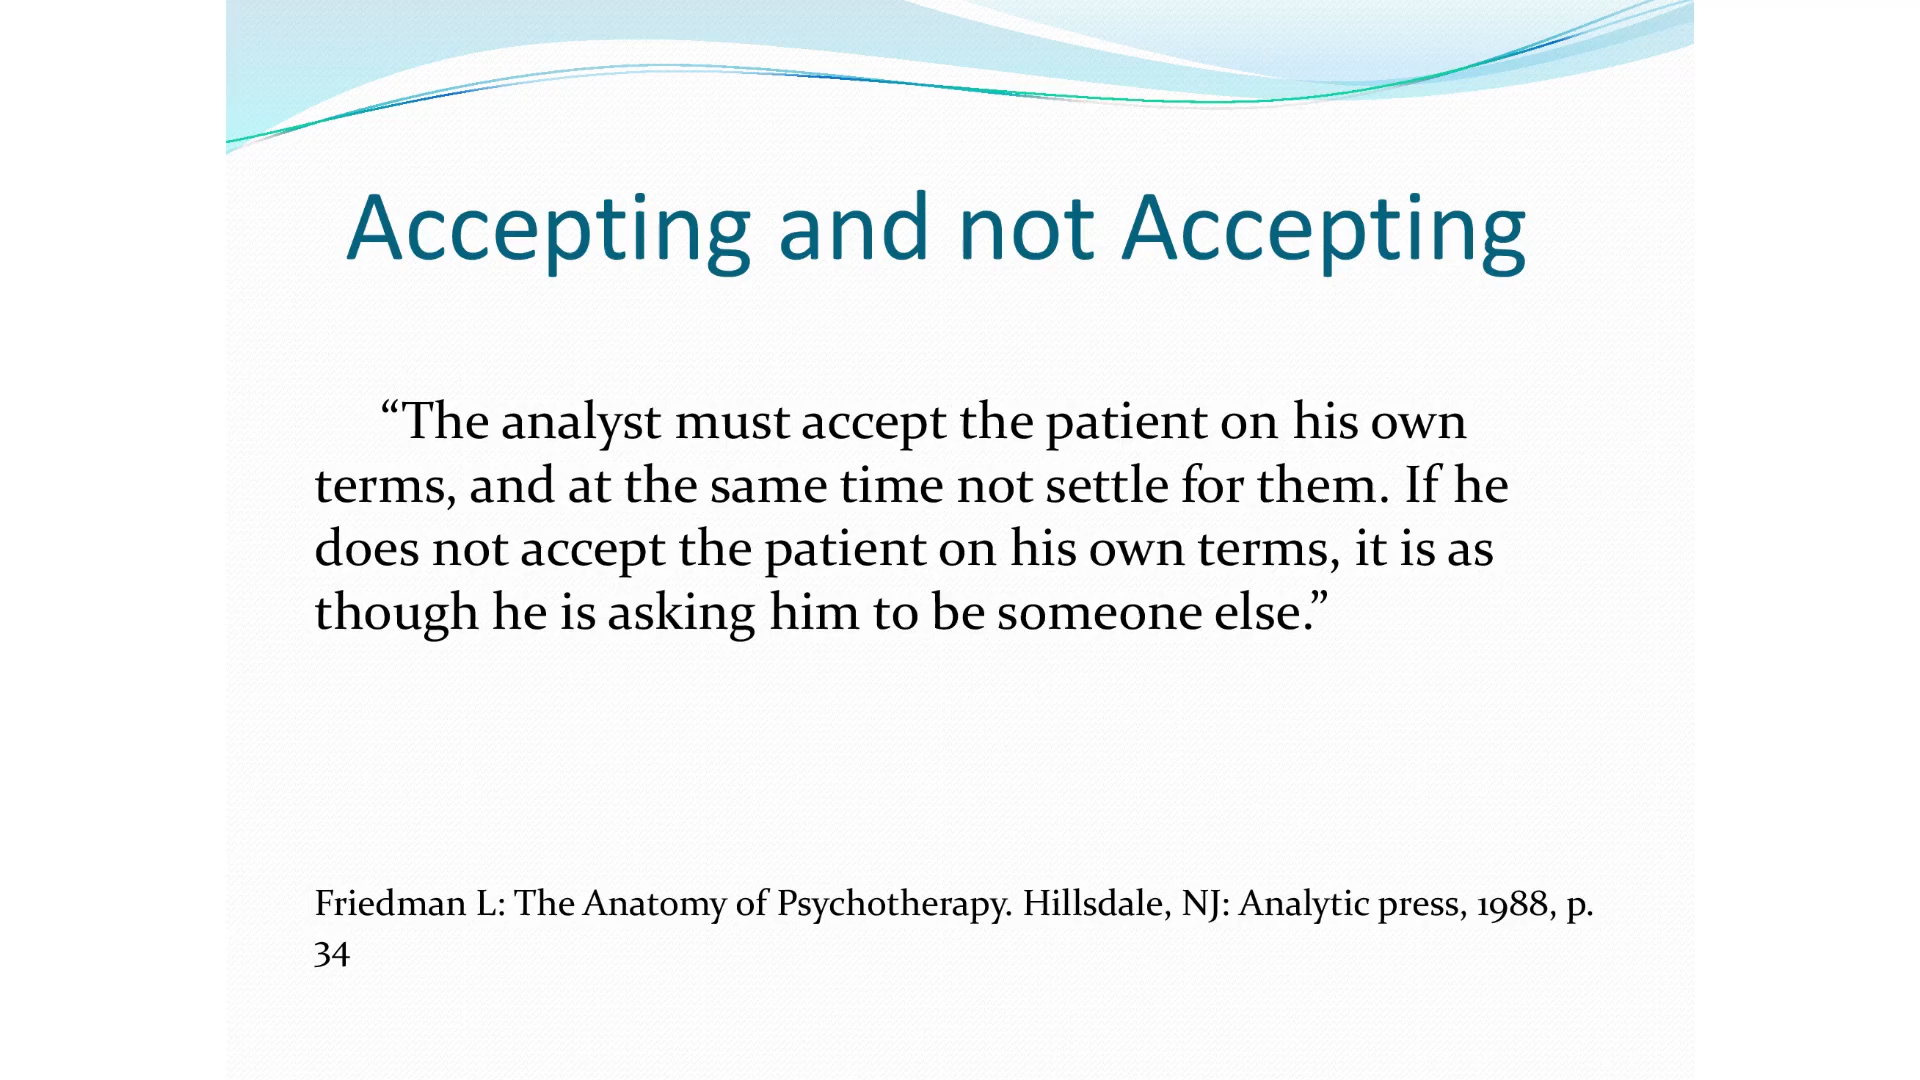 Accepting and not Accepting
“The analyst must accept the patient on his own
terms, and at the same time not settle for them. If he
does not accept the patient on his own terms, it is as
though he is asking him to be someone else.”
Friedman L: The Anatomy of Psychotherapy. Hillsdale, NJ: Analytic press, 1988, p.
34